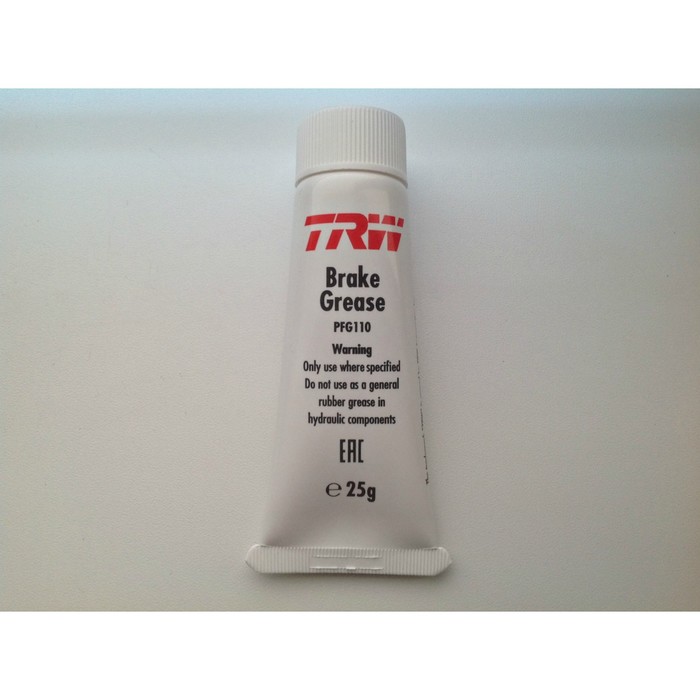 TRW
Brake
Grease
PFG110
Warning
Only use where specified
Do not use as a general
rubber grease in
hydraulic components
EAC
℮ 25g